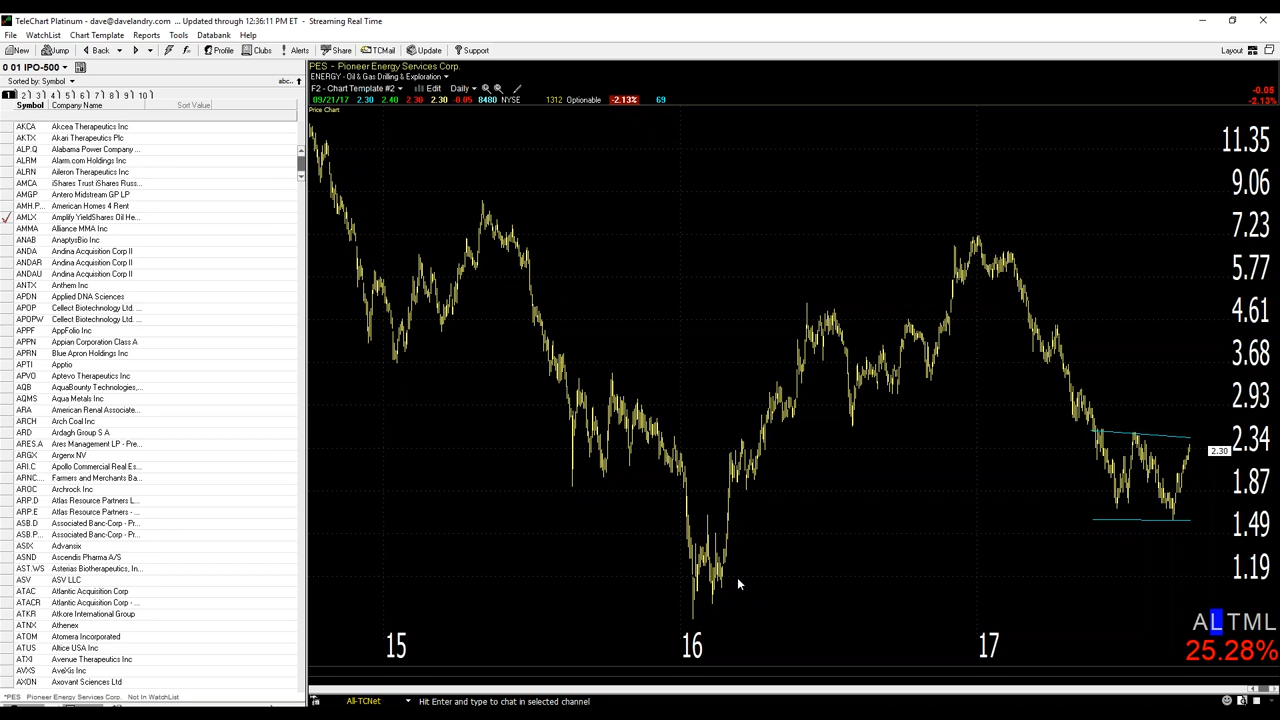 TeleChart Platinum - dave@davelandry.com ... Updated through 12:36:11 PM ET - Streaming Real Time
File WatchList Chart Template Reports Tools Databank Help
New Jump Back Profile Clubs Alerts Share TCMail Update Support Layout
0 01 IPO-500
Sorted by: Symbol abc..
1 2 3 4 5 6 7 8 9 10
Symbol Company Name Sort Value
AKCA Akcea Therapeutics Inc
AKTX Akari Therapeutics Plc
ALP.Q Alabama Power Company ...
ALRM Alarm.com Holdings Inc
ALRN Aileron Therapeutics Inc
AMCA iShares Trust iShares Russ...
AMGP Antero Midstream GP LP
AMH.P... American Homes 4 Rent
AMLX Amplify YieldShares Oil He...
AMMA Alliance MMA Inc
ANAB AnaptysBio Inc
ANDA Andina Acquisition Corp II
ANDAR Andina Acquisition Corp II
ANDAU Andina Acquisition Corp II
ANTX Anthem Inc
APDN Applied DNA Sciences
APOP Cellect Biotechnology Ltd. ...
APOPW Cellect Biotechnology Ltd. ...
APPF AppFolio Inc
APPN Appian Corporation Class A
APRN Blue Apron Holdings Inc
APTI Apptio
APVO Aptevo Therapeutics Inc
AQB AquaBounty Technologies,...
AQMS Aqua Metals Inc
ARA American Renal Associate...
ARCH Arch Coal Inc
ARD Ardagh Group S A
ARES.A Ares Management LP - Pre...
ARGX Argenx NV
ARI.C Apollo Commercial Real Es...
ARNC... Farmers and Merchants Ba...
AROC Archrock Inc
ARP.D Atlas Resource Partners L...
ARP.E Atlas Resource Partners L...
ASB.D Associated Banc-Corp - Pr...
ASB.P... Associated Banc-Corp - Pr...
ASIX Advansix
ASND Ascendis Pharma A/S
AST.WS Asterias Biotherapeutics, In...
ASV ASV LLC
ATAC Atlantic Acquisition Corp
ATACR Atlantic Acquisition Corp - ...
ATKR Atkore International Group
ATNX Athenex
ATOM Atomera Incorporated
ATUS Altice USA Inc
ATXI Avenue Therapeutics Inc
AVXS AveXis Inc
AXON Axovant Sciences Ltd
*PES Pioneer Energy Services Corp. Not In WatchList
PES - Pioneer Energy Services Corp.
ENERGY - Oil & Gas Drilling & Exploration
F2 - Chart Template #2 Edit Daily
09/21/17 2.30 2.40 2.30 2.30 -0.05 8480 NYSE 1312 Optionable -2.13% 69
-0.05
-2.13%
Price Chart
11.35
9.06
7.23
5.77
4.61
3.68
2.93
2.34
2.30
1.87
1.49
1.19
15 16 17
ALTML
25.28%
All-TCNet Hit Enter and type to chat in selected channel